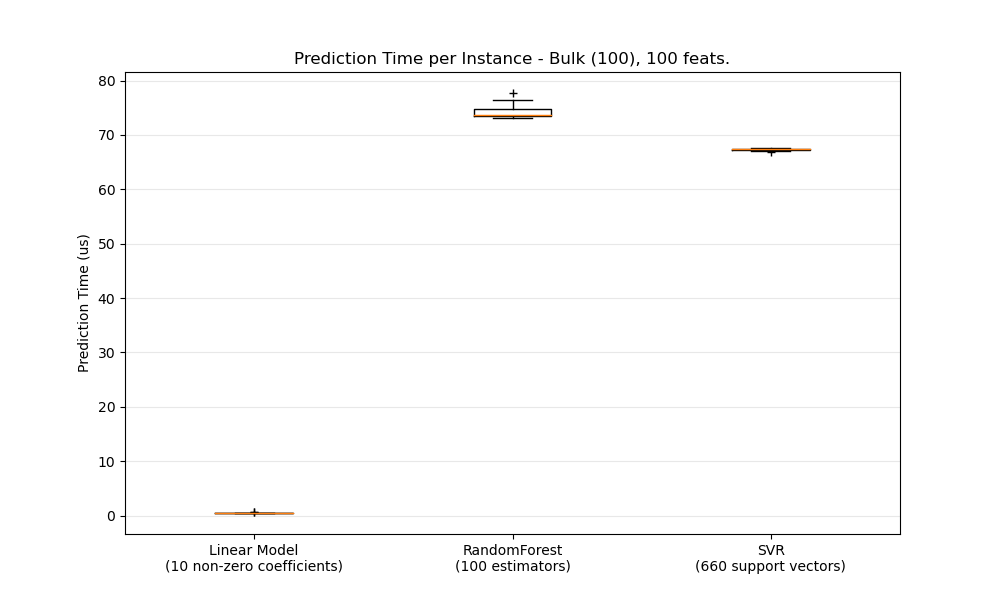 Prediction Time per Instance - Bulk (100), 100 feats.
80
70
60
50
40
30
20
10
0
Prediction Time (us)
Linear Model
(10 non-zero coefficients)
RandomForest
(100 estimators)
SVR
(660 support vectors)